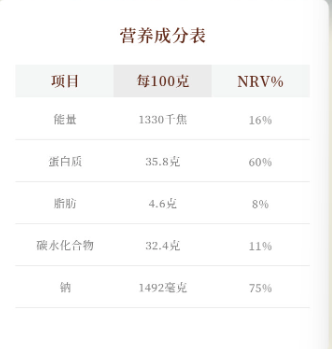 营养成分表
项目 每100克 NRV%
能量 1330千焦 16%
蛋白质 35.8克 60%
脂肪 4.6克 8%
碳水化合物 32.4克 11%
钠 1492毫克 75%